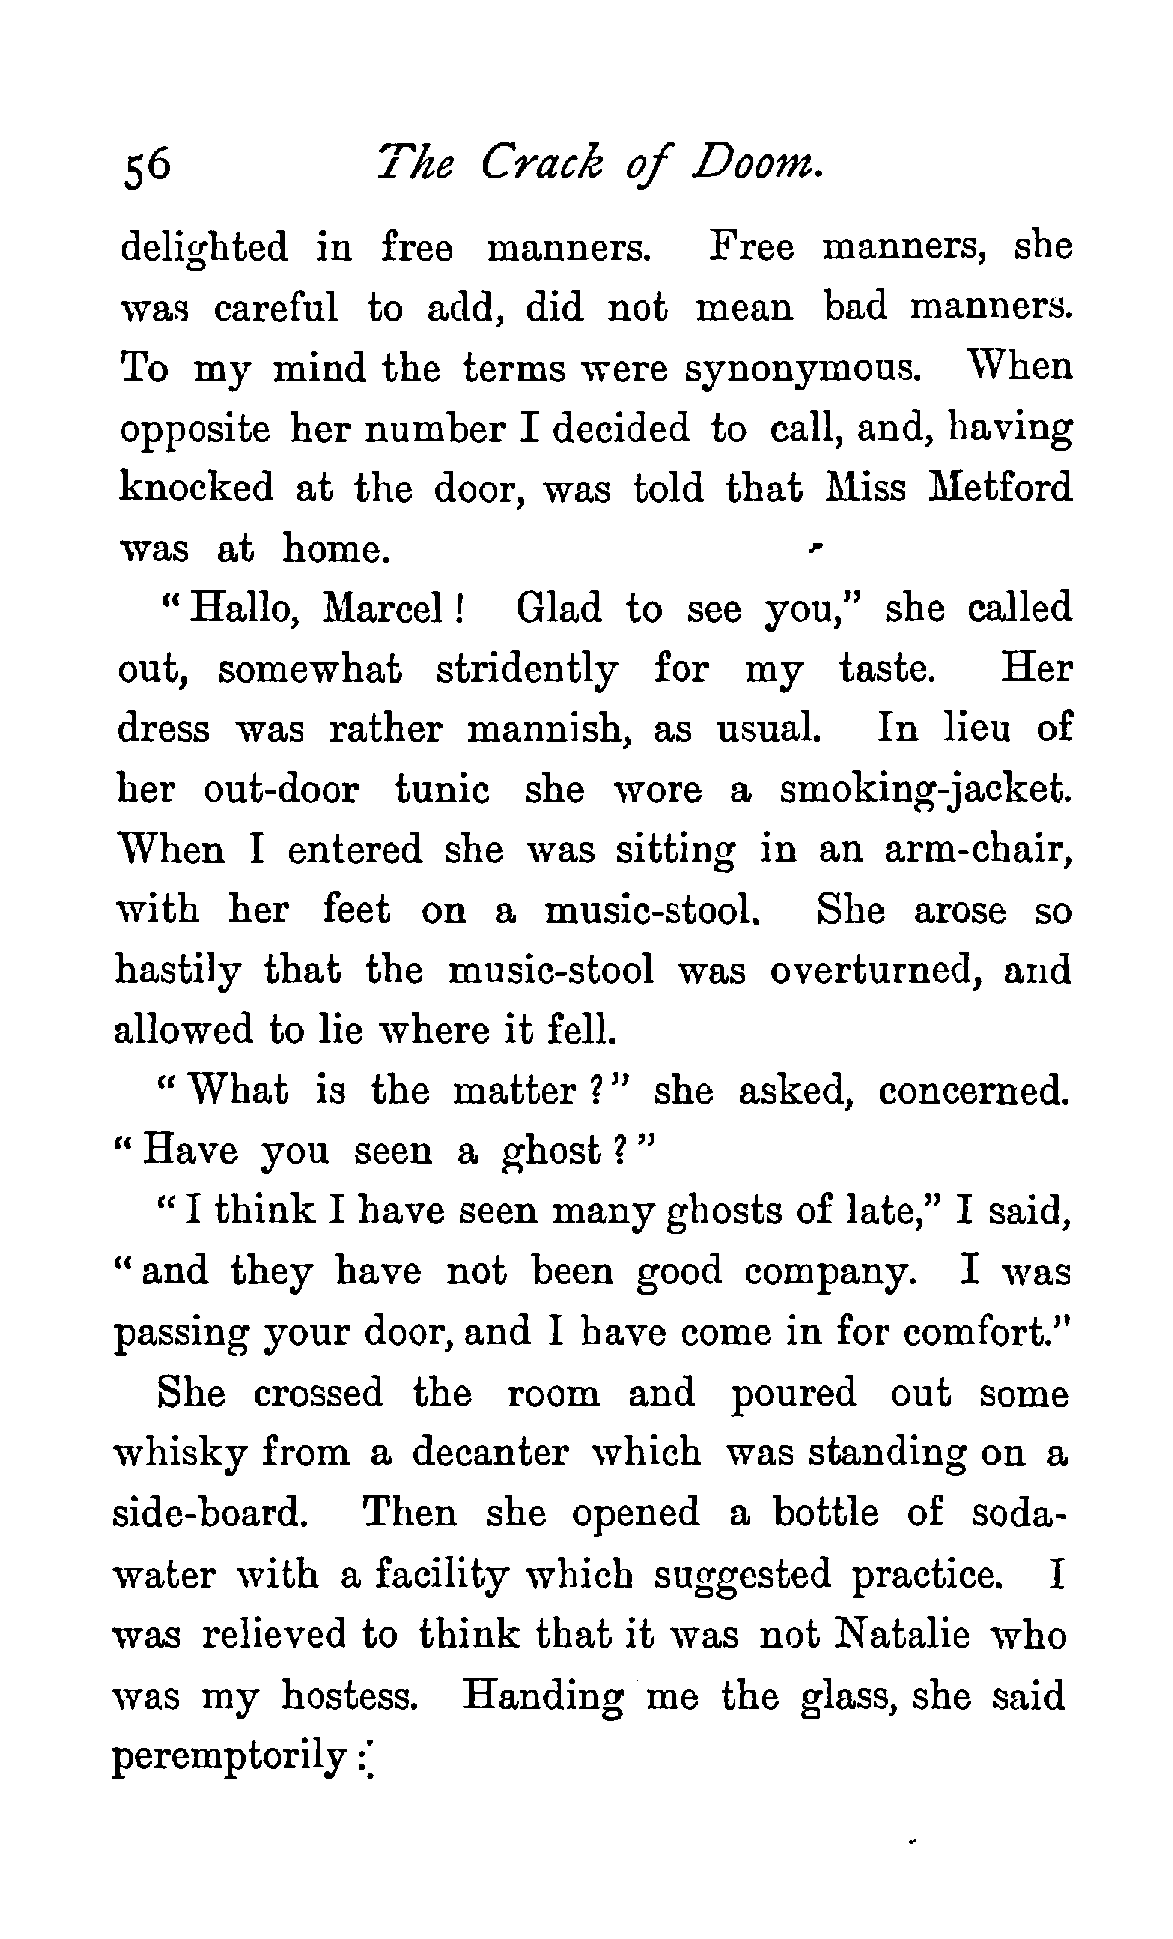 56 The Crack of Doom.
delighted in free manners. Free manners, she
was careful to add, did not mean bad manners.
To my mind the terms were synonymous. When
opposite her number I decided to call, and, having
knocked at the door, was told that Miss Metford
was at home.
"Hallo, Marcel! Glad to see you," she called
out, somewhat stridently for my taste. Her
dress was rather mannish, as usual. In lieu of
her out-door tunic she wore a smoking-jacket.
When I entered she was sitting in an arm-chair,
with her feet on a music-stool. She arose so
hastily that the music-stool was overturned, and
allowed to lie where it fell.
"What is the matter?" she asked, concerned.
"Have you seen a ghost?"
"I think I have seen many ghosts of late," I said,
"and they have not been good company. I was
passing your door, and I have come in for comfort."
She crossed the room and poured out some
whisky from a decanter which was standing on a
side-board. Then she opened a bottle of soda-
water with a facility which suggested practice. I
was relieved to think that it was not Natalie who
was my hostess. Handing me the glass, she said
peremptorily: